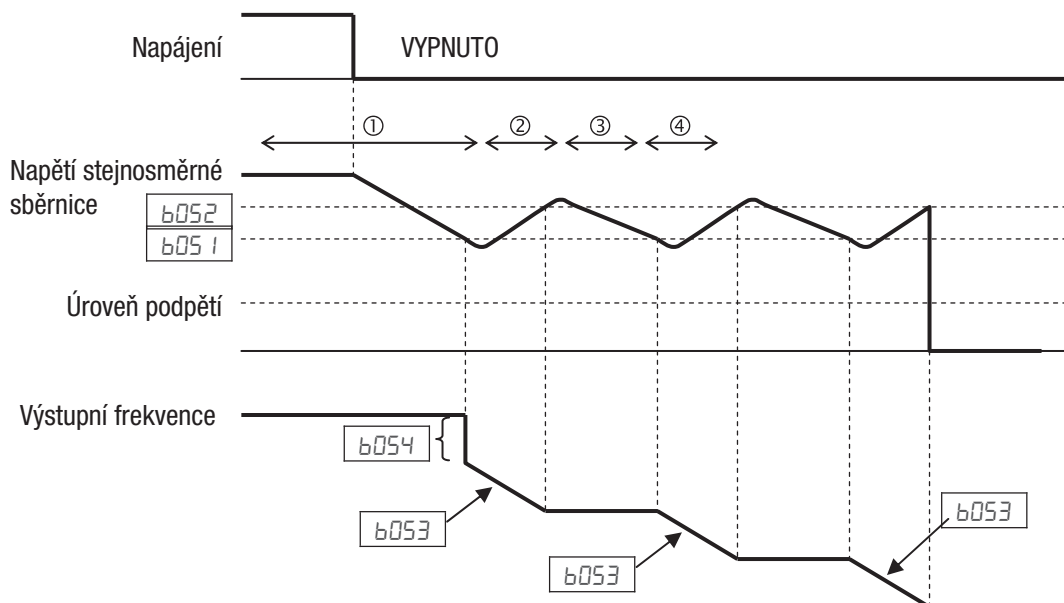 Napájení
VYPNUTO
① ② ③ ④
Napětí stejnosměrné
sběrnice
b052
b051
Úroveň podpětí
Výstupní frekvence
b054
b053
b053
b053